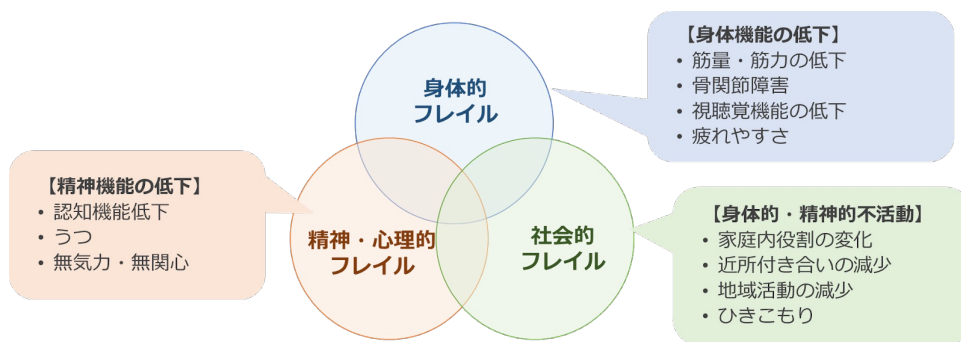 身体的
フレイル
【身体機能の低下】
• 筋量・筋力の低下
• 骨関節障害
• 視聴覚機能の低下
• 疲れやすさ
【精神機能の低下】
• 認知機能低下
• うつ
• 無気力・無関心
精神・心理的
フレイル
社会的
フレイル
【身体的・精神的不活動】
• 家庭内役割の変化
• 近所付き合いの減少
• 地域活動の減少
• ひきこもり